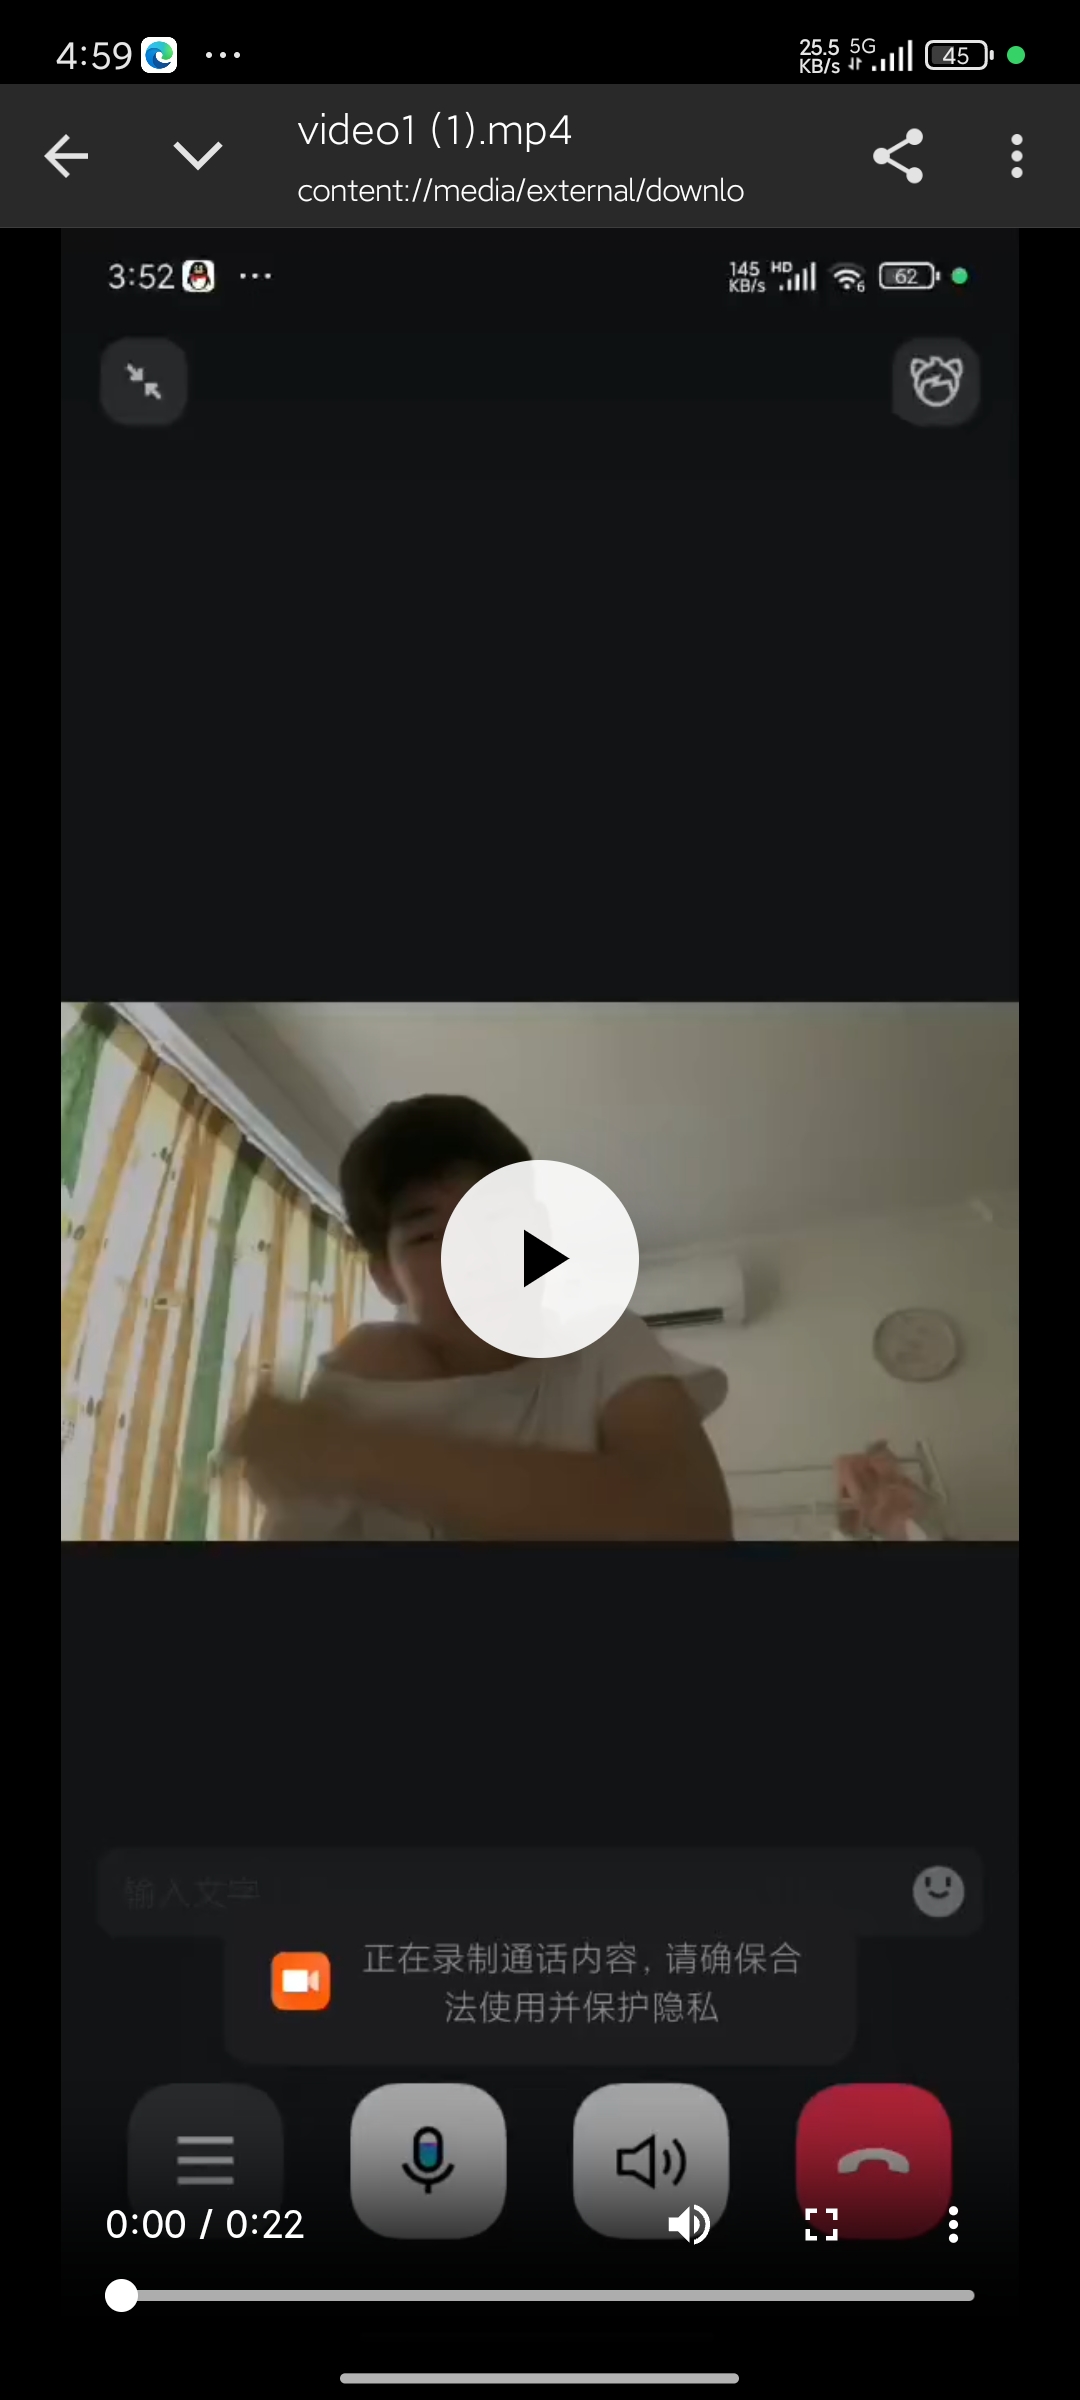 4:59
25.5 KB/s 5G 45
video1 (1).mp4
content://media/external/downlo
3:52
145 KB/s HD 6 62
输入文字
正在录制通话内容，请确保合
法使用并保护隐私
0:00 / 0:22